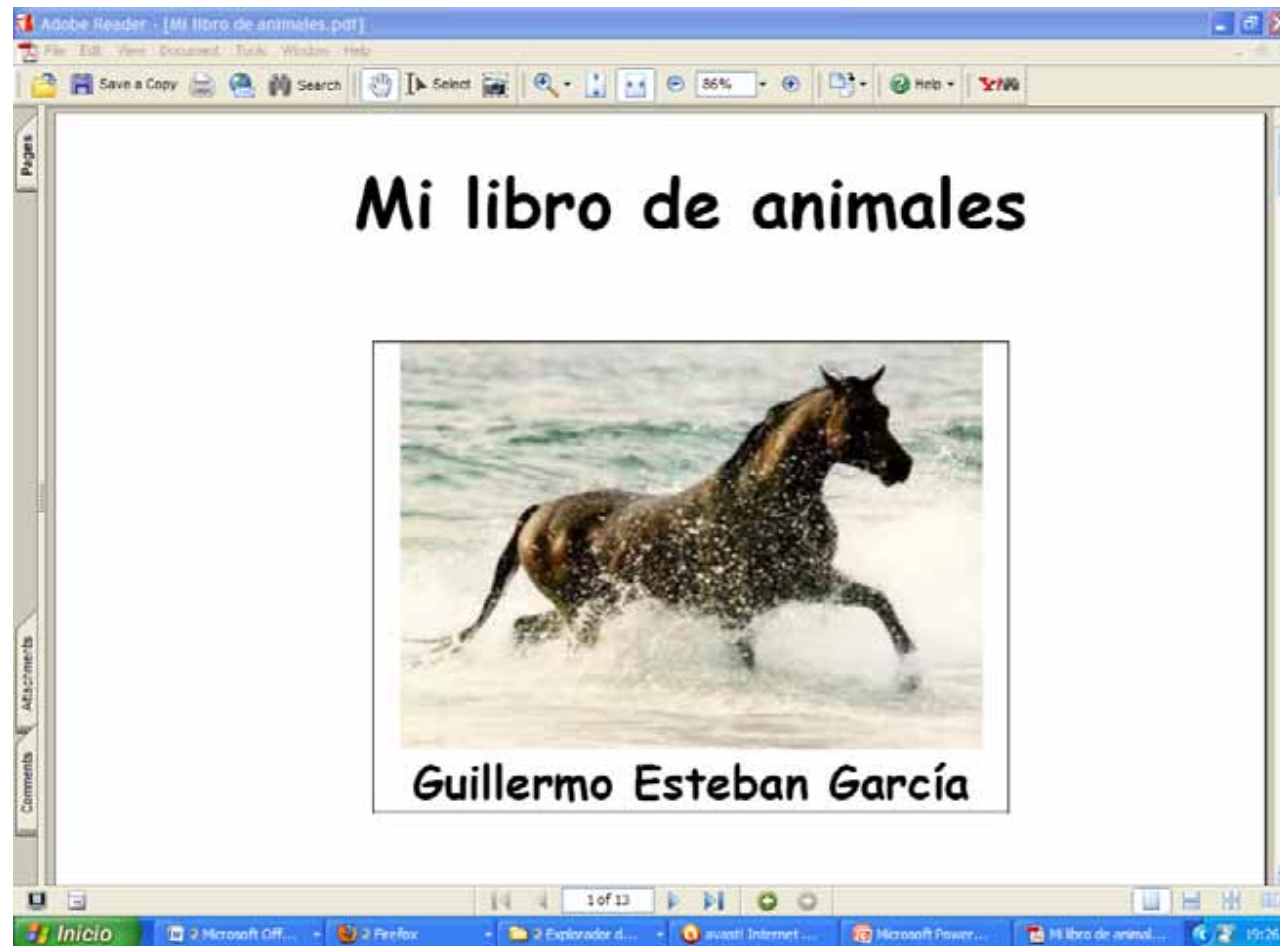 Adobe Reader - [Mi libro de animales.pdf]
File Edit View Document Tools Window Help
Save a Copy Search Select 86% Help
Pages
Mi libro de animales
Guillermo Esteban García
Attachments
Comments
1 of 13
Inicio 2 Microsoft Off... 2 Firefox 2 Explorador d... avast! Internet ... Microsoft Power... Mi libro de animal... 19:26